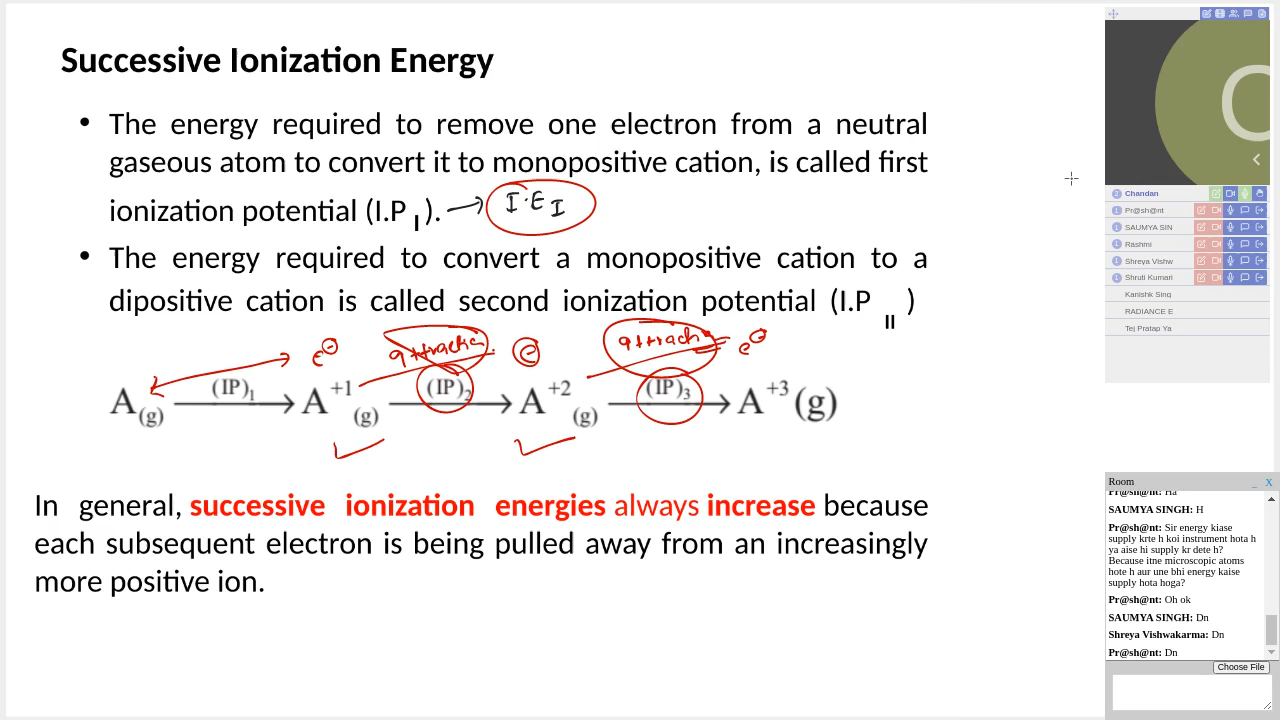 Successive Ionization Energy
• The energy required to remove one electron from a neutral
gaseous atom to convert it to monopositive cation, is called first
ionization potential (I.P I ). → I.E I
• The energy required to convert a monopositive cation to a
dipositive cation is called second ionization potential (I.P II )
e⊖ attraction e attraction e⊖
A(g) —(IP)₁→ A⁺¹(g) —(IP)₂→ A⁺²(g) —(IP)₃→ A⁺³(g)
In general, successive ionization energies always increase because
each subsequent electron is being pulled away from an increasingly
more positive ion.
C
Chandan
Pr@sh@nt
SAUMYA SIN
Rashmi
Shreya Vishw
Shruti Kumari
Kanishk Sing
RADIANCE E
Tej Pratap Ya
Room _ X
Pr@sh@nt: Ha
SAUMYA SINGH: H
Pr@sh@nt: Sir energy kiase
supply krte h koi instrument hota h
ya aise hi supply kr dete h?
Because itne microscopic atoms
hote h aur une bhi energy kaise
supply hota hoga?
Pr@sh@nt: Oh ok
SAUMYA SINGH: Dn
Shreya Vishwakarma: Dn
Pr@sh@nt: Dn
Choose File